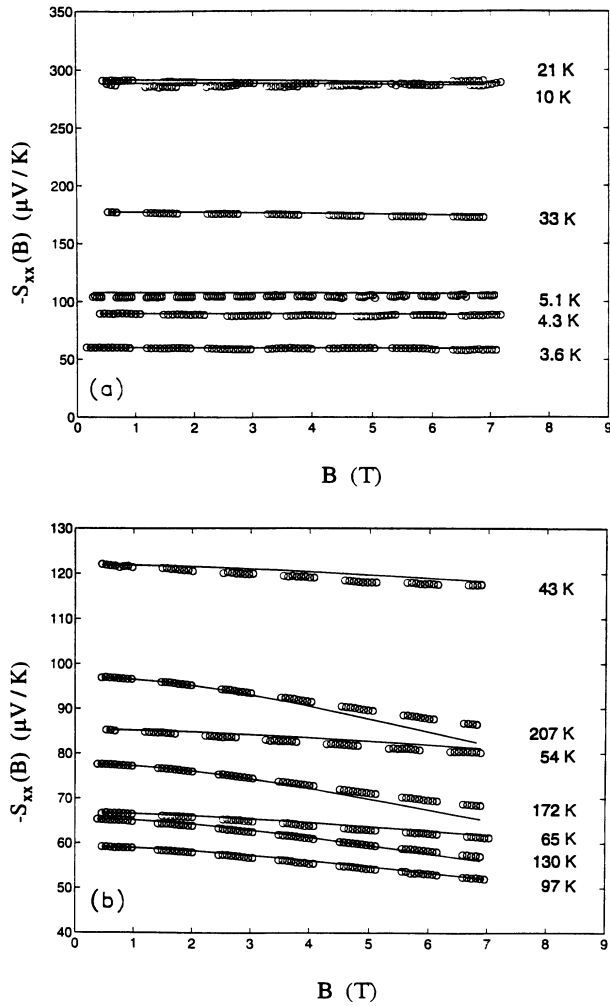 350
300
250
200
150
100
50
0
-Sxx(B) (μV/K)
21 K
10 K
33 K
5.1 K
4.3 K
3.6 K
(a)
0 1 2 3 4 5 6 7 8 9
B (T)
130
120
110
100
90
80
70
60
50
40
-Sxx(B) (μV/K)
43 K
207 K
54 K
172 K
65 K
130 K
97 K
(b)
0 1 2 3 4 5 6 7 8 9
B (T)